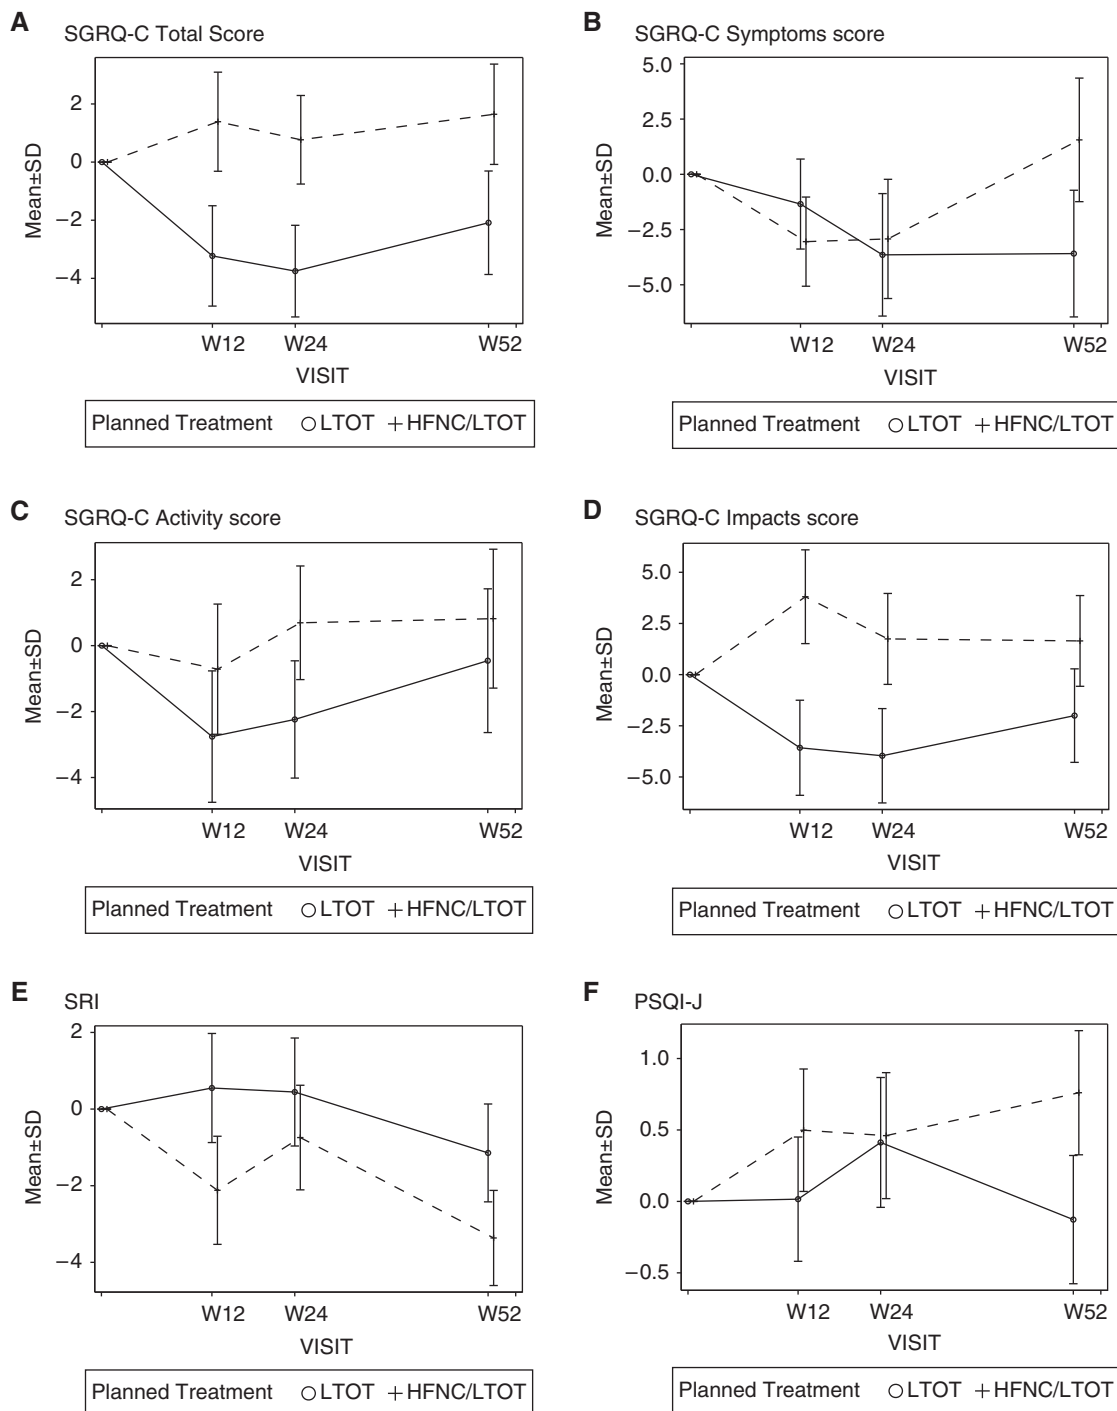 A SGRQ-C Total Score
2
0
−2
−4
Mean±SD
W12 W24 W52
VISIT
Planned Treatment LTOT HFNC/LTOT
B SGRQ-C Symptoms score
5.0
2.5
0.0
−2.5
−5.0
Mean±SD
W12 W24 W52
VISIT
Planned Treatment LTOT HFNC/LTOT
C SGRQ-C Activity score
2
0
−2
−4
Mean±SD
W12 W24 W52
VISIT
Planned Treatment LTOT HFNC/LTOT
D SGRQ-C Impacts score
5.0
2.5
0.0
−2.5
−5.0
Mean±SD
W12 W24 W52
VISIT
Planned Treatment LTOT HFNC/LTOT
E SRI
2
0
−2
−4
Mean±SD
W12 W24 W52
VISIT
Planned Treatment LTOT HFNC/LTOT
F PSQI-J
1.0
0.5
0.0
−0.5
Mean±SD
W12 W24 W52
VISIT
Planned Treatment LTOT HFNC/LTOT